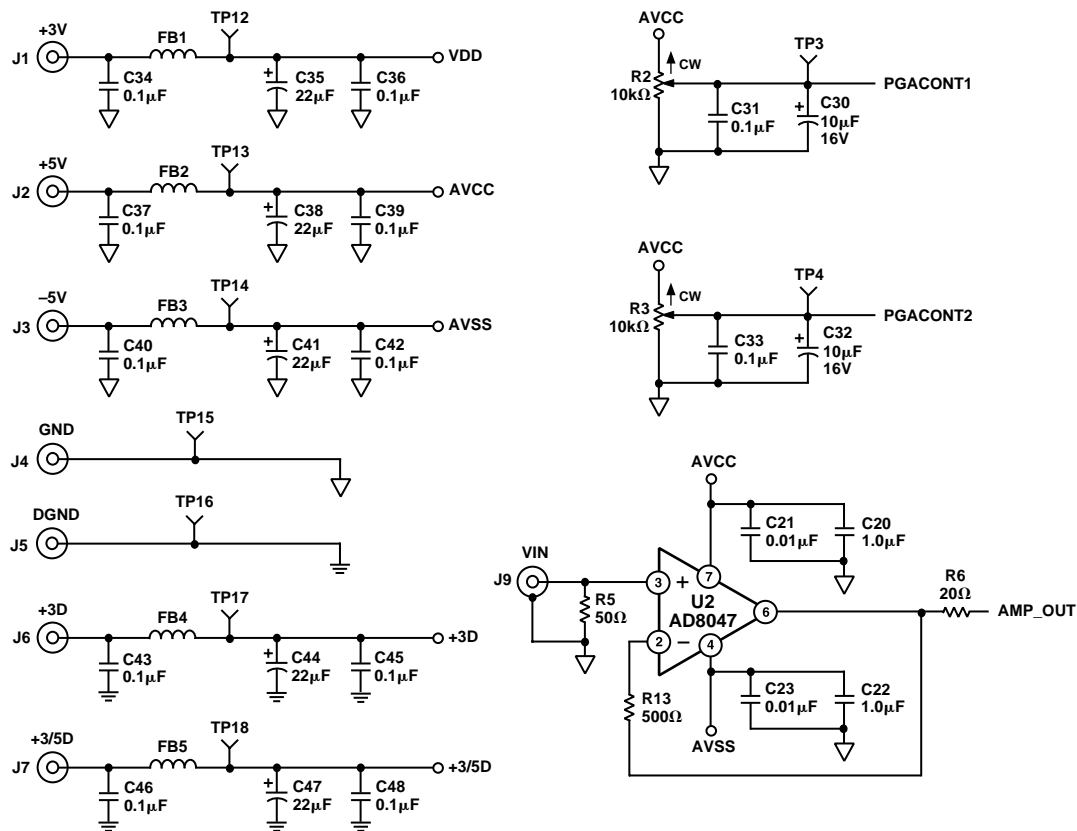 +3V
J1
FB1
TP12
VDD
C34
0.1µF
+
C35
22µF
C36
0.1µF
+5V
J2
FB2
TP13
AVCC
C37
0.1µF
+
C38
22µF
C39
0.1µF
–5V
J3
FB3
TP14
AVSS
C40
0.1µF
+
C41
22µF
C42
0.1µF
GND
J4
TP15
DGND
J5
TP16
+3D
J6
FB4
TP17
+3D
C43
0.1µF
+
C44
22µF
C45
0.1µF
+3/5D
J7
FB5
TP18
+3/5D
C46
0.1µF
+
C47
22µF
C48
0.1µF
AVCC
CW
R2
10kΩ
TP3
PGACONT1
C31
0.1µF
+
C30
10µF
16V
AVCC
CW
R3
10kΩ
TP4
PGACONT2
C33
0.1µF
+
C32
10µF
16V
AVCC
C21
0.01µF
C20
1.0µF
VIN
J9
R5
50Ω
3
+
7
U2
AD8047
6
2
–
4
R6
20Ω
AMP_OUT
R13
500Ω
C23
0.01µF
C22
1.0µF
AVSS